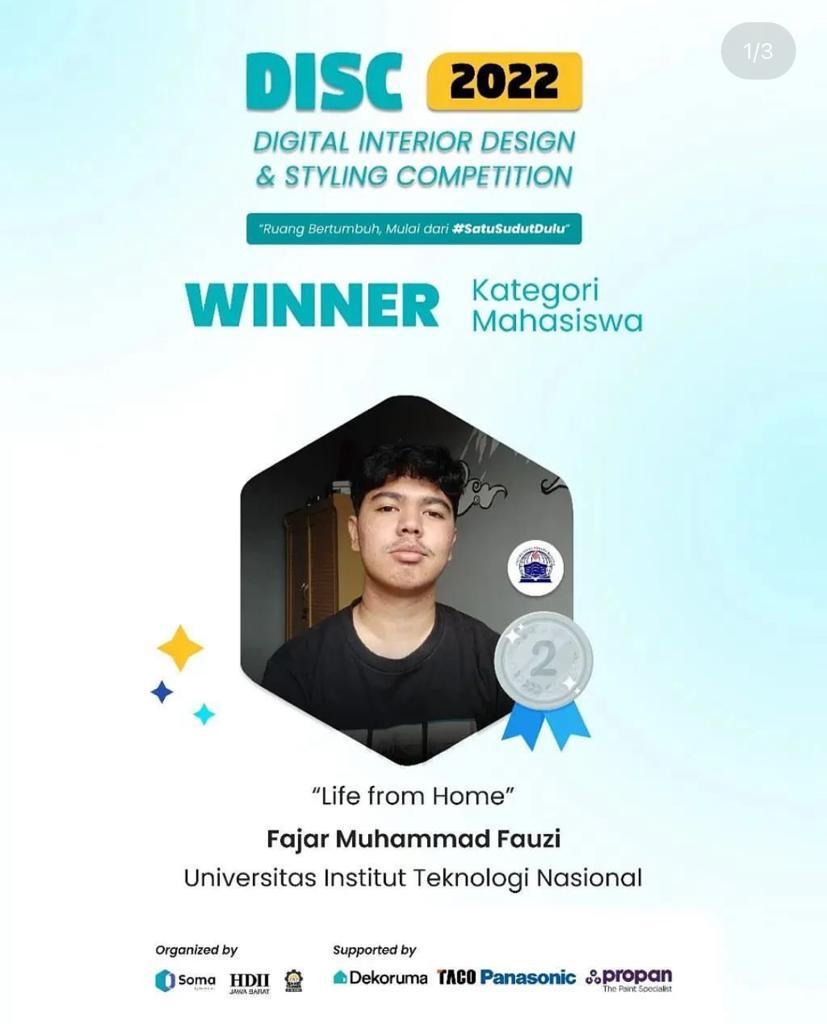 1/3
DISC 2022
DIGITAL INTERIOR DESIGN
& STYLING COMPETITION
"Ruang Bertumbuh, Mulai dari #SatuSudutDulu"
WINNER
Kategori
Mahasiswa
2
"Life from Home"
Fajar Muhammad Fauzi
Universitas Institut Teknologi Nasional
Organized by
Supported by
Soma
HDII
JAWA BARAT
Dekoruma
TACO
Panasonic
propan
The Paint Specialist